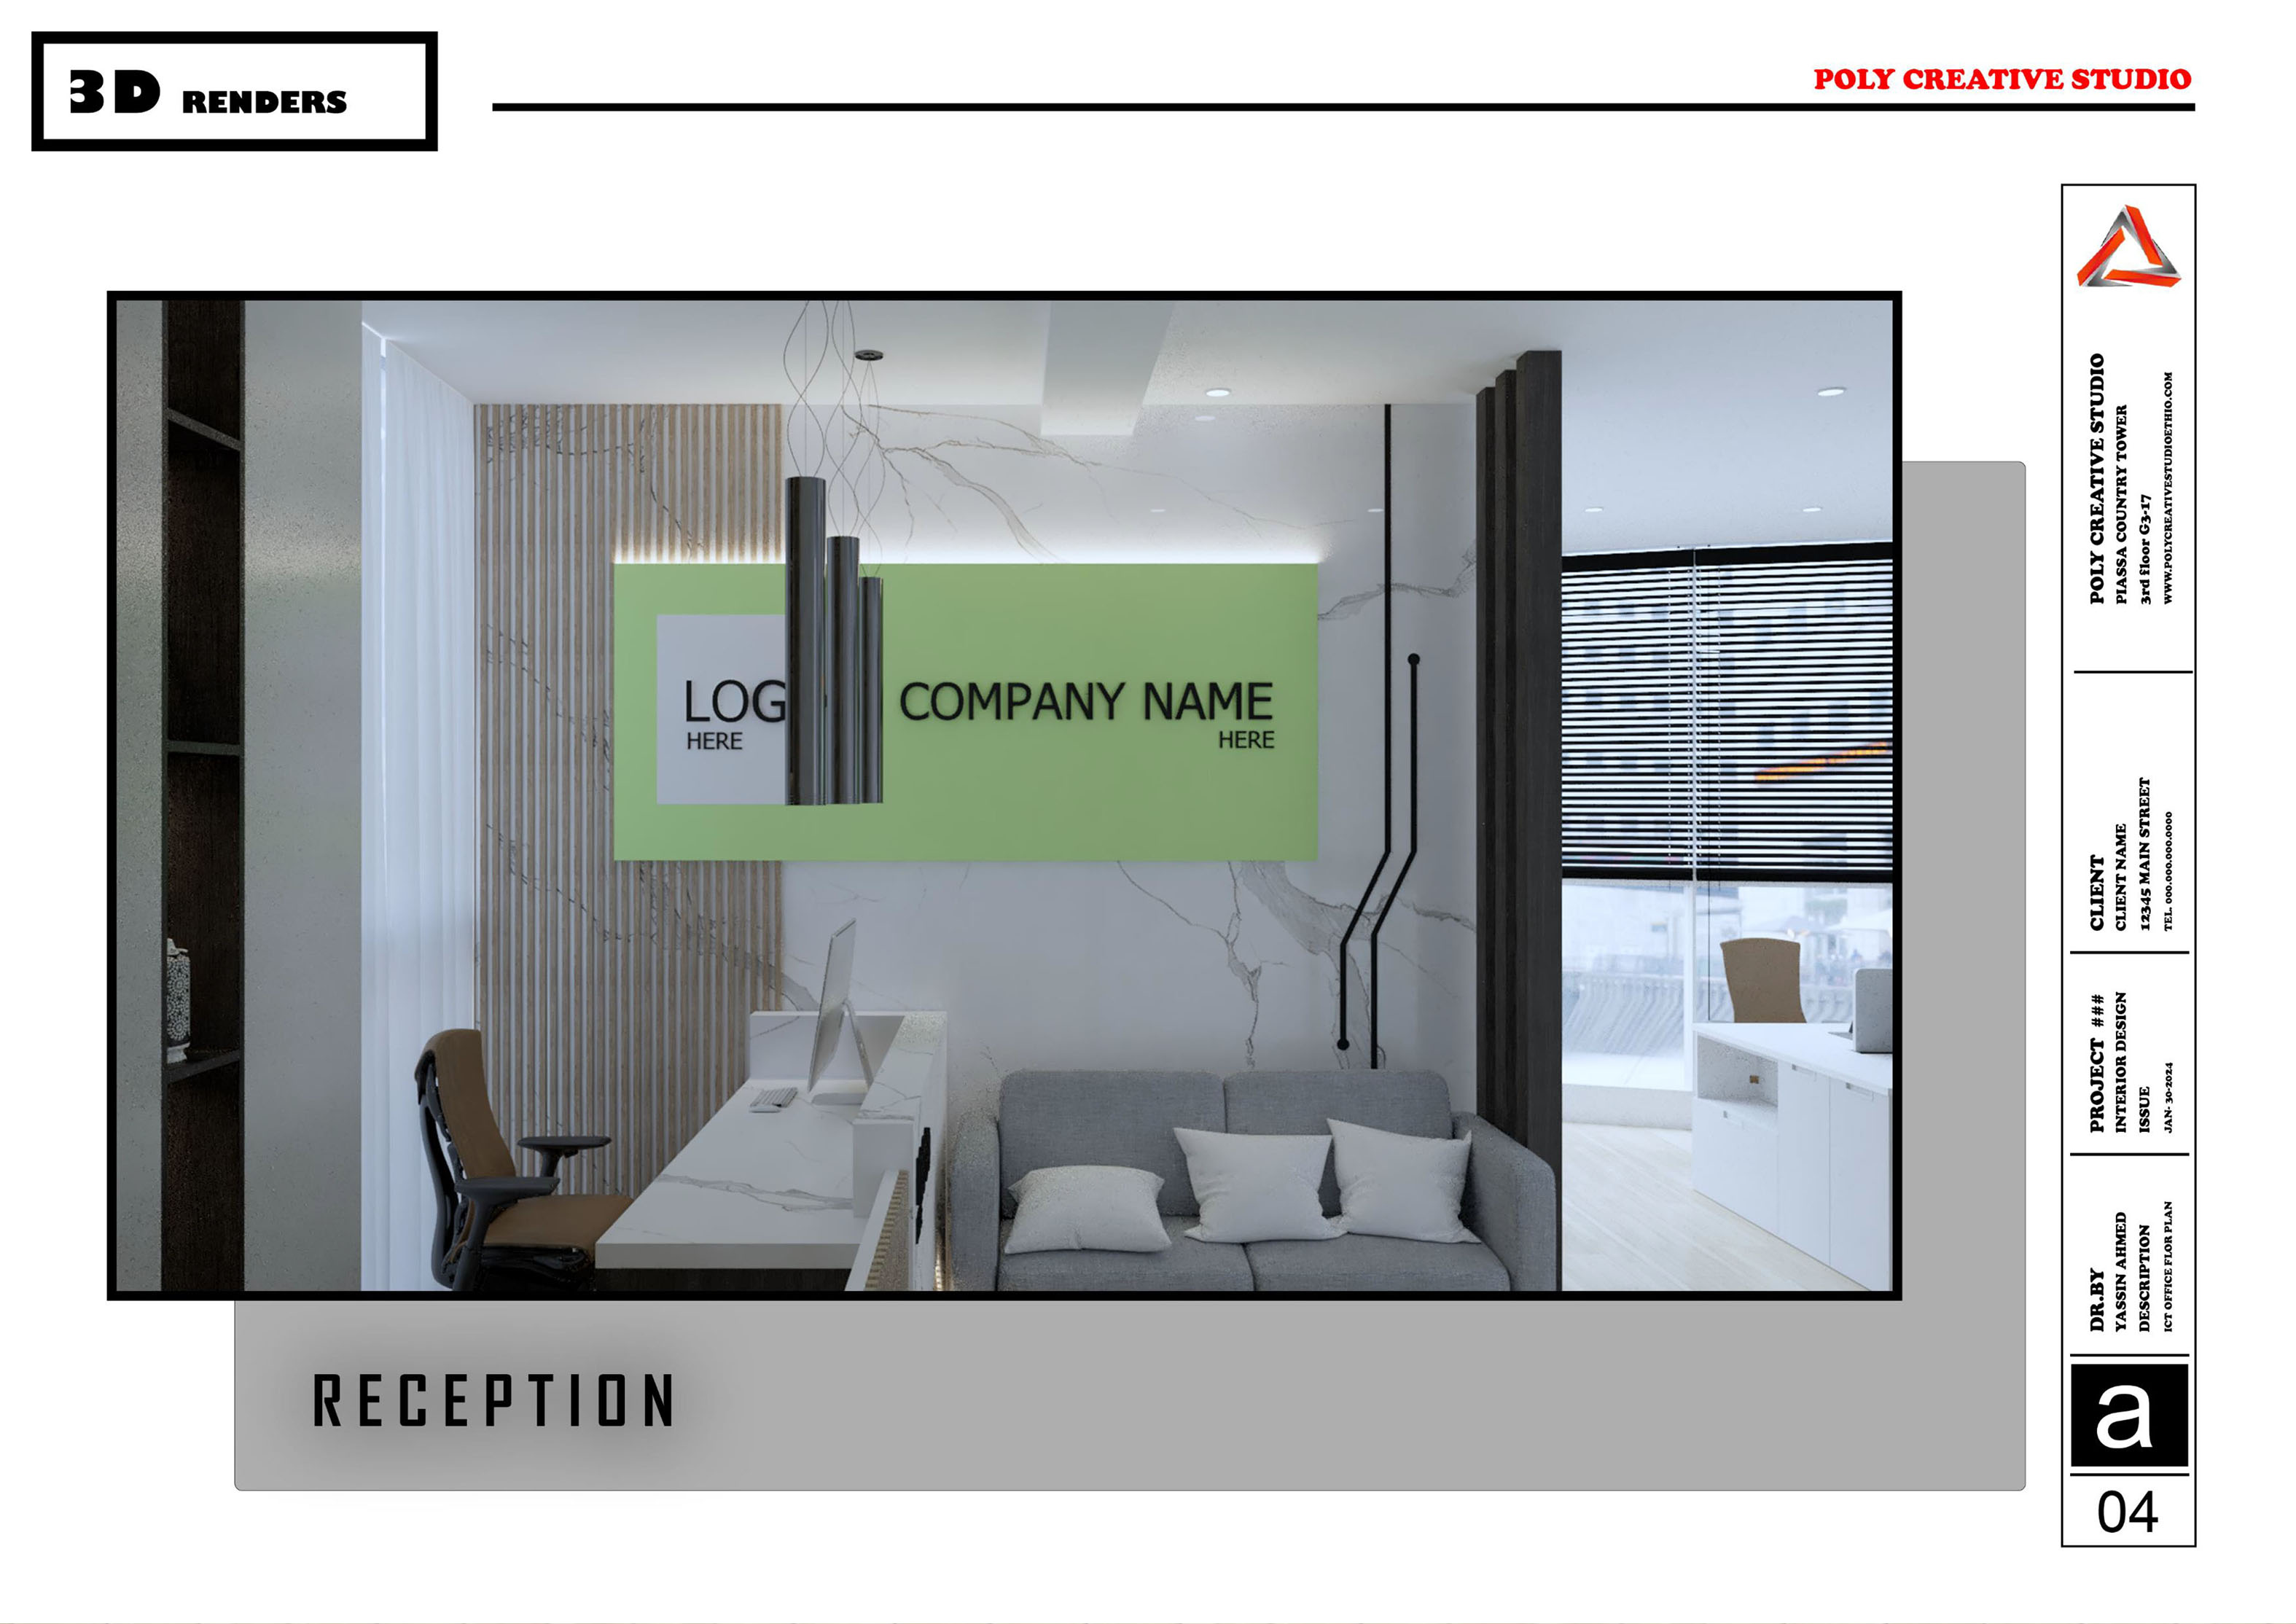 3D RENDERS
POLY CREATIVE STUDIO
LOG
HERE
COMPANY NAME
HERE
RECEPTION
POLY CREATIVE STUDIO
PIASSA COUNTRY TOWER
3rd floor G3-17
WWW.POLYCREATIVESTUDIOETHIO.COM
CLIENT
CLIENT NAME
12345 MAIN STREET
TEL 000.000.000.0000
PROJECT ###
INTERIOR DESIGN
ISSUE
JAN- 30-2024
DR.BY
YASSIN AHMED
DESCRIPTION
ICT OFFICE FLOR PLAN
a
04